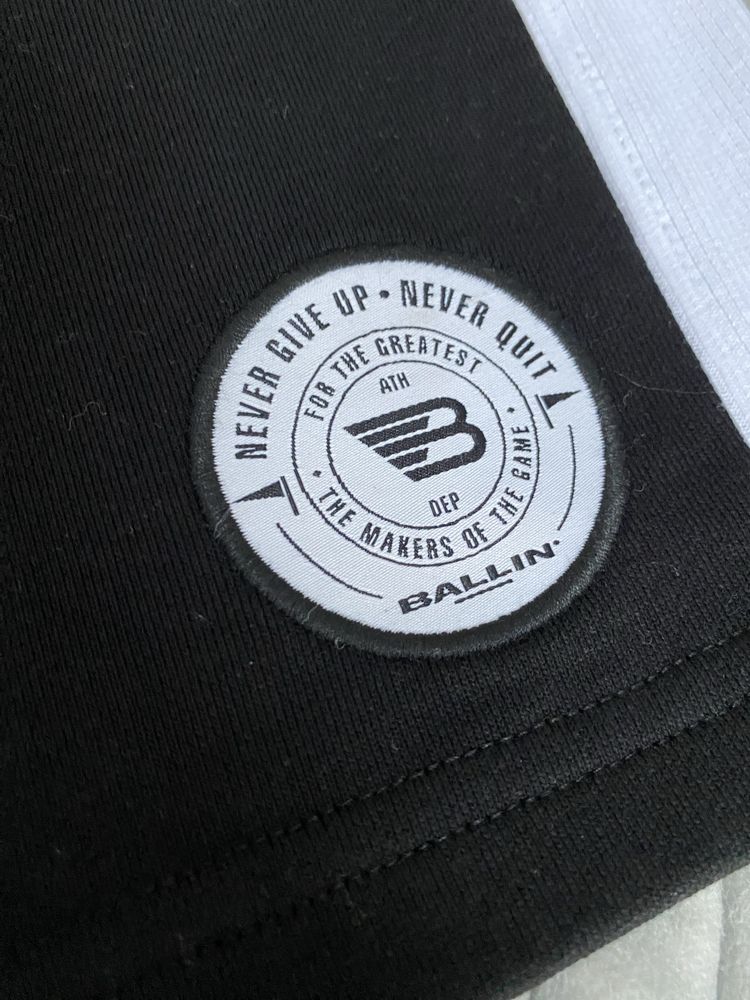 NEVER GIVE UP • NEVER QUIT
FOR THE GREATEST
• THE MAKERS OF THE GAME •
ATH
B
DEP
BALLIN'